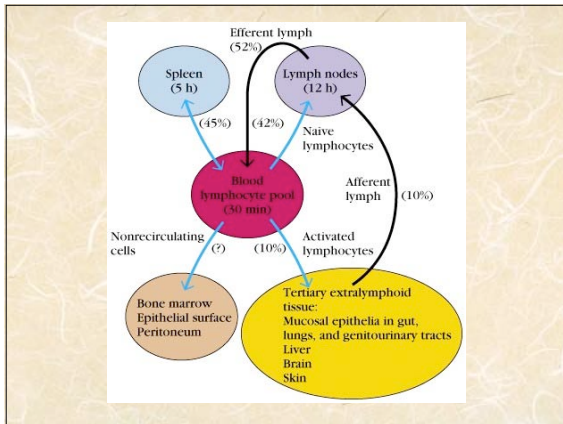 Efferent lymph
(52%)
Spleen
(5 h)
Lymph nodes
(12 h)
(45%)
(42%)
Naive
lymphocytes
Blood
lymphocyte pool
(30 min)
Afferent
lymph
(10%)
Nonrecirculating
cells
(?)
(10%)
Activated
lymphocytes
Bone marrow
Epithelial surface
Peritoneum
Tertiary extralymphoid
tissue:
Mucosal epithelia in gut,
lungs, and genitourinary tracts
Liver
Brain
Skin